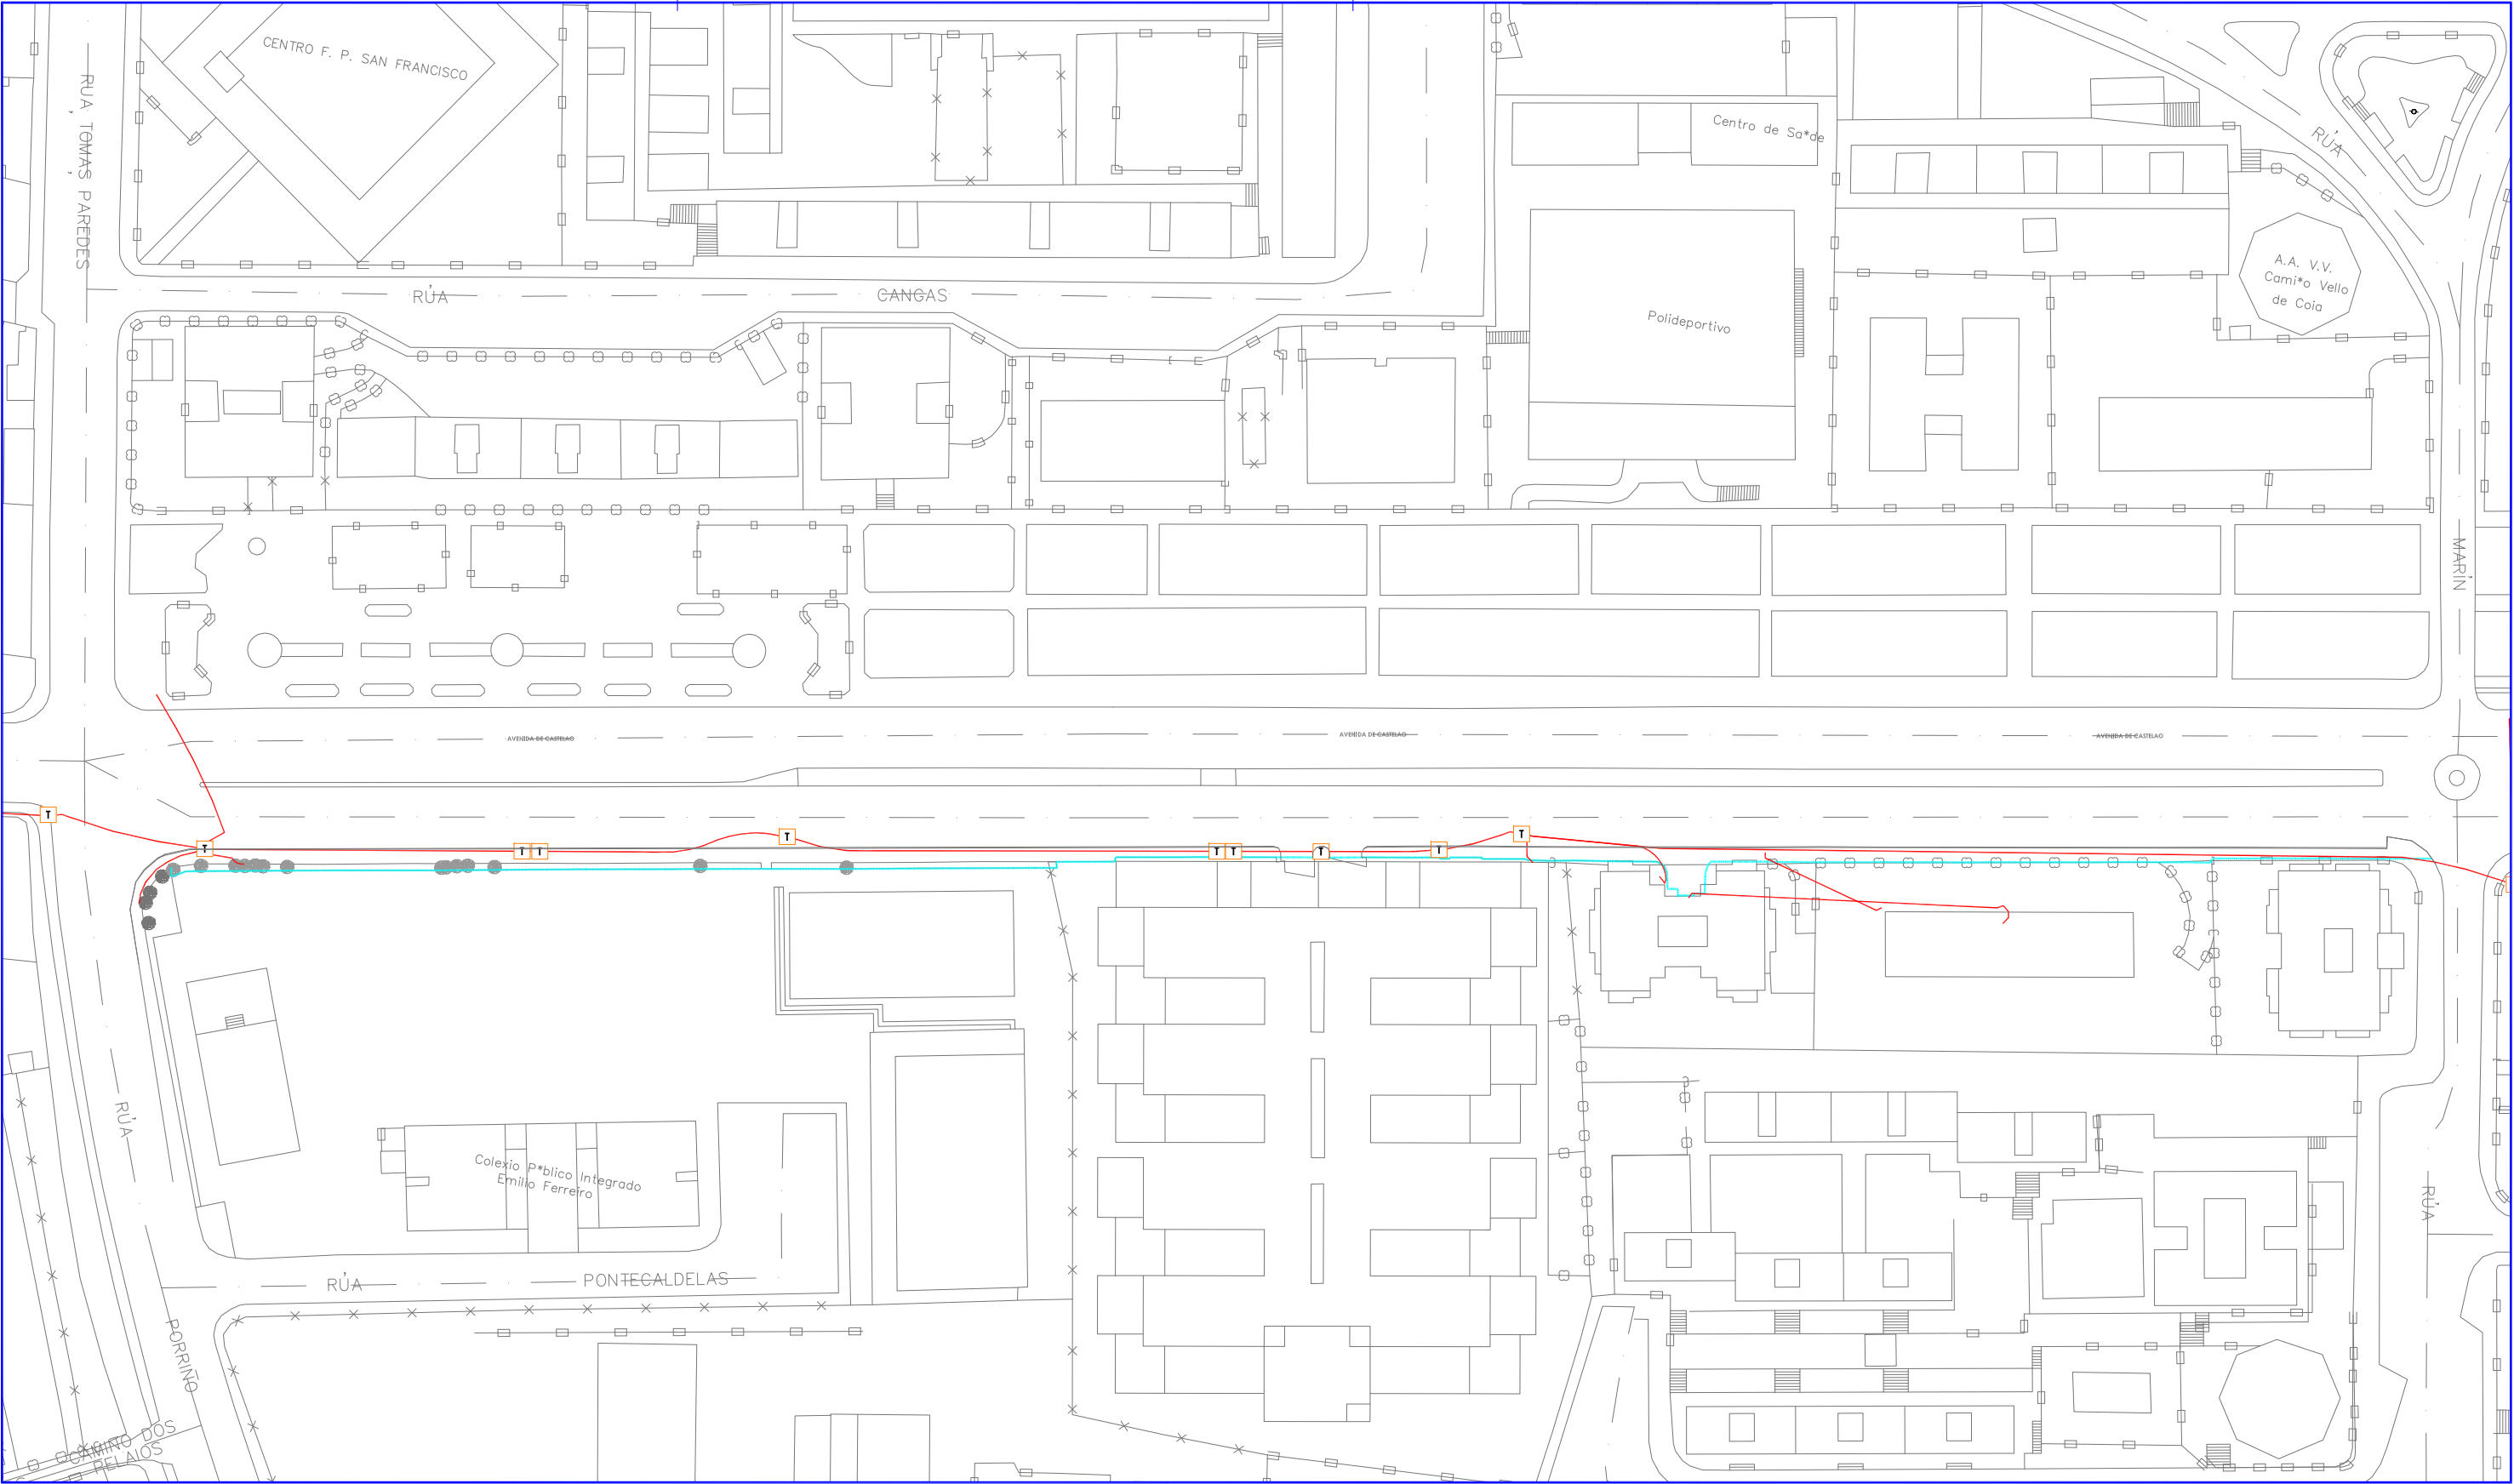 CENTRO F. P. SAN FRANCISCO
RUA TOMAS PAREDES
Centro de Sa*de
RÚA
A.A. V.V.
Cami*o Vello
de Coia
RÚA CANGAS
Polideportivo
MARÍN
AVENIDA DE CASTELAO
AVENIDA DE CASTELAO
AVENIDA DE CASTELAO
T
T
T
T
T
T
T
T
T
T
RÚA
Colexio P*blico Integrado
Emilio Ferreiro
RÚA
RÚA PONTECALDELAS
PORRIÑO
CAMIÑO DOS
PELAIOS